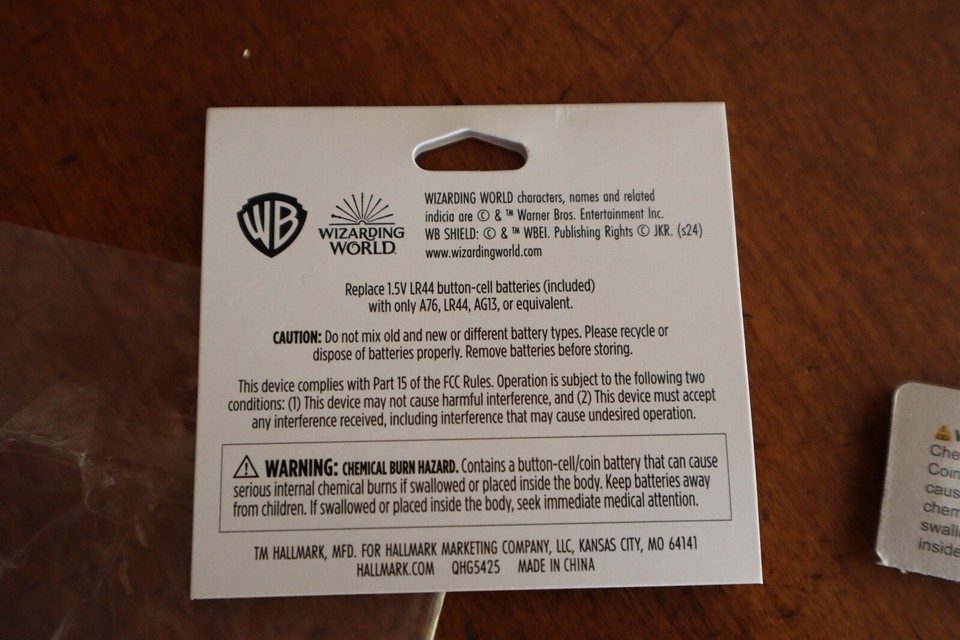 WB
WIZARDING
WORLD.
WIZARDING WORLD characters, names and related
indicia are © & ™ Warner Bros. Entertainment Inc.
WB SHIELD: © & ™ WBEI. Publishing Rights © JKR. (s24)
www.wizardingworld.com
Replace 1.5V LR44 button-cell batteries (included)
with only A76, LR44, AG13, or equivalent.
CAUTION: Do not mix old and new or different battery types. Please recycle or
dispose of batteries properly. Remove batteries before storing.
This device complies with Part 15 of the FCC Rules. Operation is subject to the following two
conditions: (1) This device may not cause harmful interference, and (2) This device must accept
any interference received, including interference that may cause undesired operation.
WARNING: CHEMICAL BURN HAZARD. Contains a button-cell/coin battery that can cause
serious internal chemical burns if swallowed or placed inside the body. Keep batteries away
from children. If swallowed or placed inside the body, seek immediate medical attention.
TM HALLMARK, MFD. FOR HALLMARK MARKETING COMPANY, LLC, KANSAS CITY, MO 64141
HALLMARK.COM QHG5425 MADE IN CHINA
W
Che
Coin
caus
chem
swall
inside